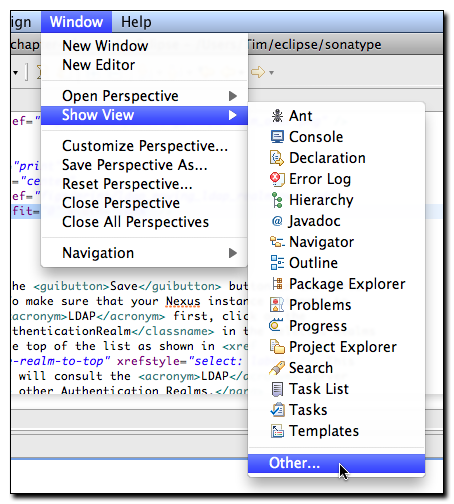 ign Window Help
chap Tim/eclipse/sonatype
New Window
New Editor
Open Perspective
Show View
Customize Perspective...
Save Perspective As...
Reset Perspective...
Close Perspective
Close All Perspectives
Navigation
Ant
Console
Declaration
Error Log
Hierarchy
Javadoc
Navigator
Outline
Package Explorer
Problems
Progress
Project Explorer
Search
Task List
Tasks
Templates
Other...
ef="
"pri
="ce
ef="
fit=
he <guibutton>Save</guibutton> butt
o make sure that your Nexus instan
acronym>LDAP</acronym> first, clic
thenticationRealm</classname> in t
e top of the list as shown in <xre
-realm-to-top" xrefstyle="select:
will consult the <acronym>LDAP</a
other Authentication Realms.</par